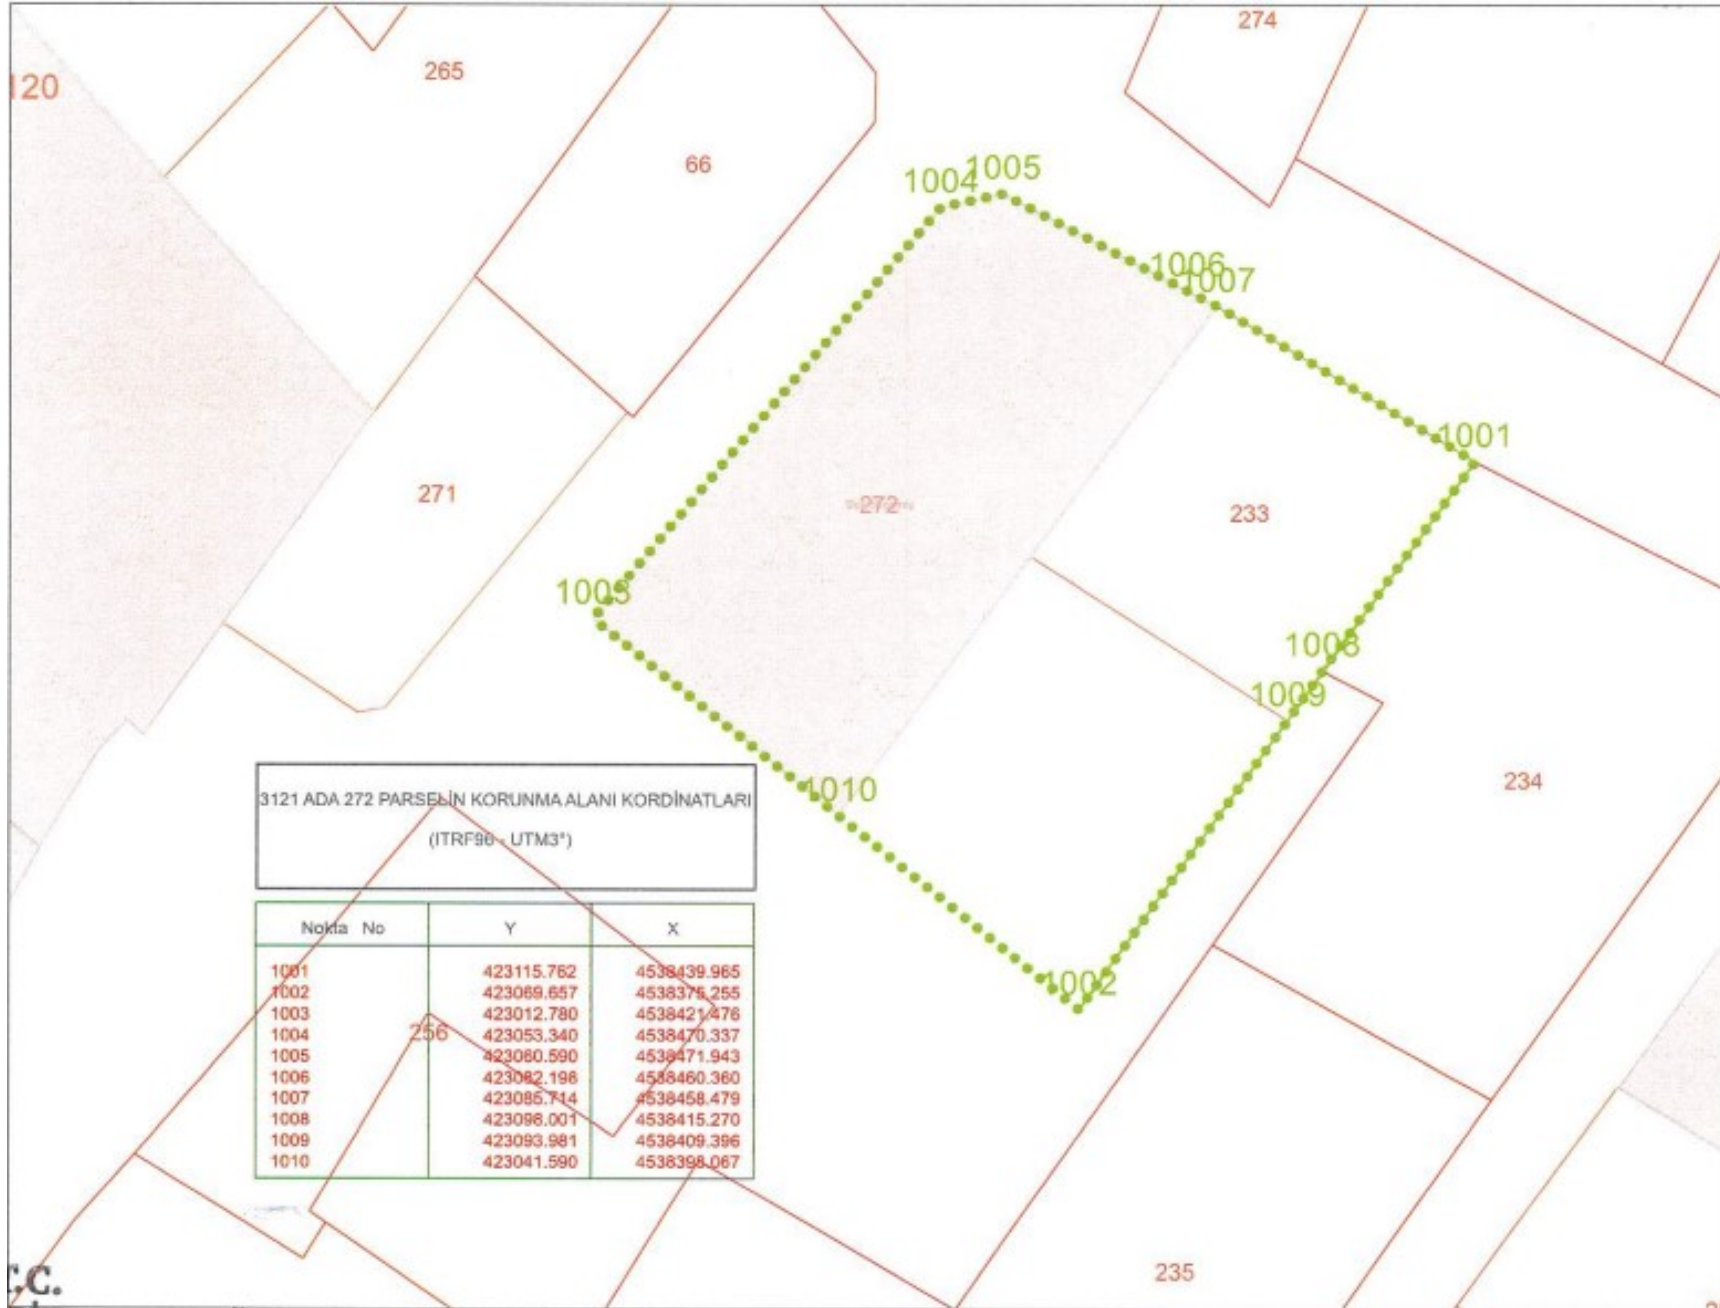 274
265
120
66
1005
1004
1006
1007
1001
271
272
233
1003
1008
1009
234
1010
1002
3121 ADA 272 PARSELİN KORUNMA ALANI KORDİNATLARI
(ITRF96 - UTM3°)
Nokta No Y X
1001 423115.762 4538439.965
1002 423069.657 4538375.255
1003 423012.780 4538421.476
1004 423053.340 4538470.337
1005 423060.590 4538471.943
1006 423082.198 4538460.360
1007 423085.714 4538458.479
1008 423098.001 4538415.270
1009 423093.981 4538409.396
1010 423041.590 4538398.067
256
235
T.C.